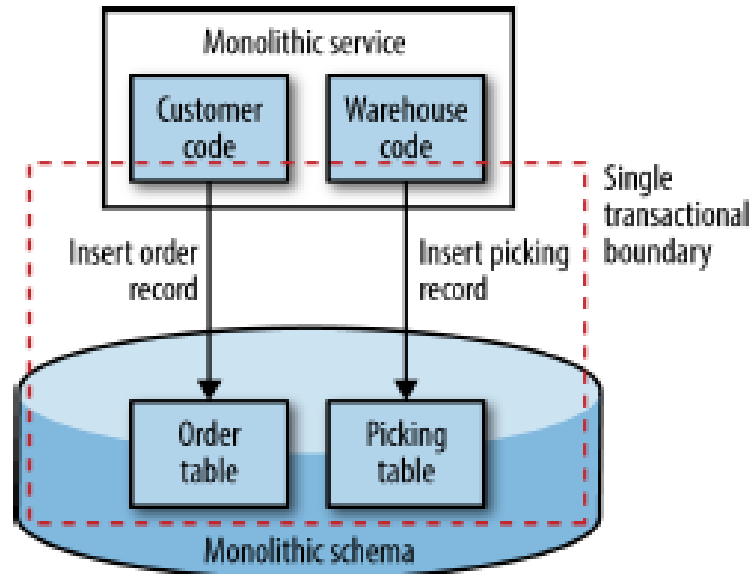 Monolithic service
Customer
code
Warehouse
code
Single
transactional
boundary
Insert order
record
Insert picking
record
Order
table
Picking
table
Monolithic schema